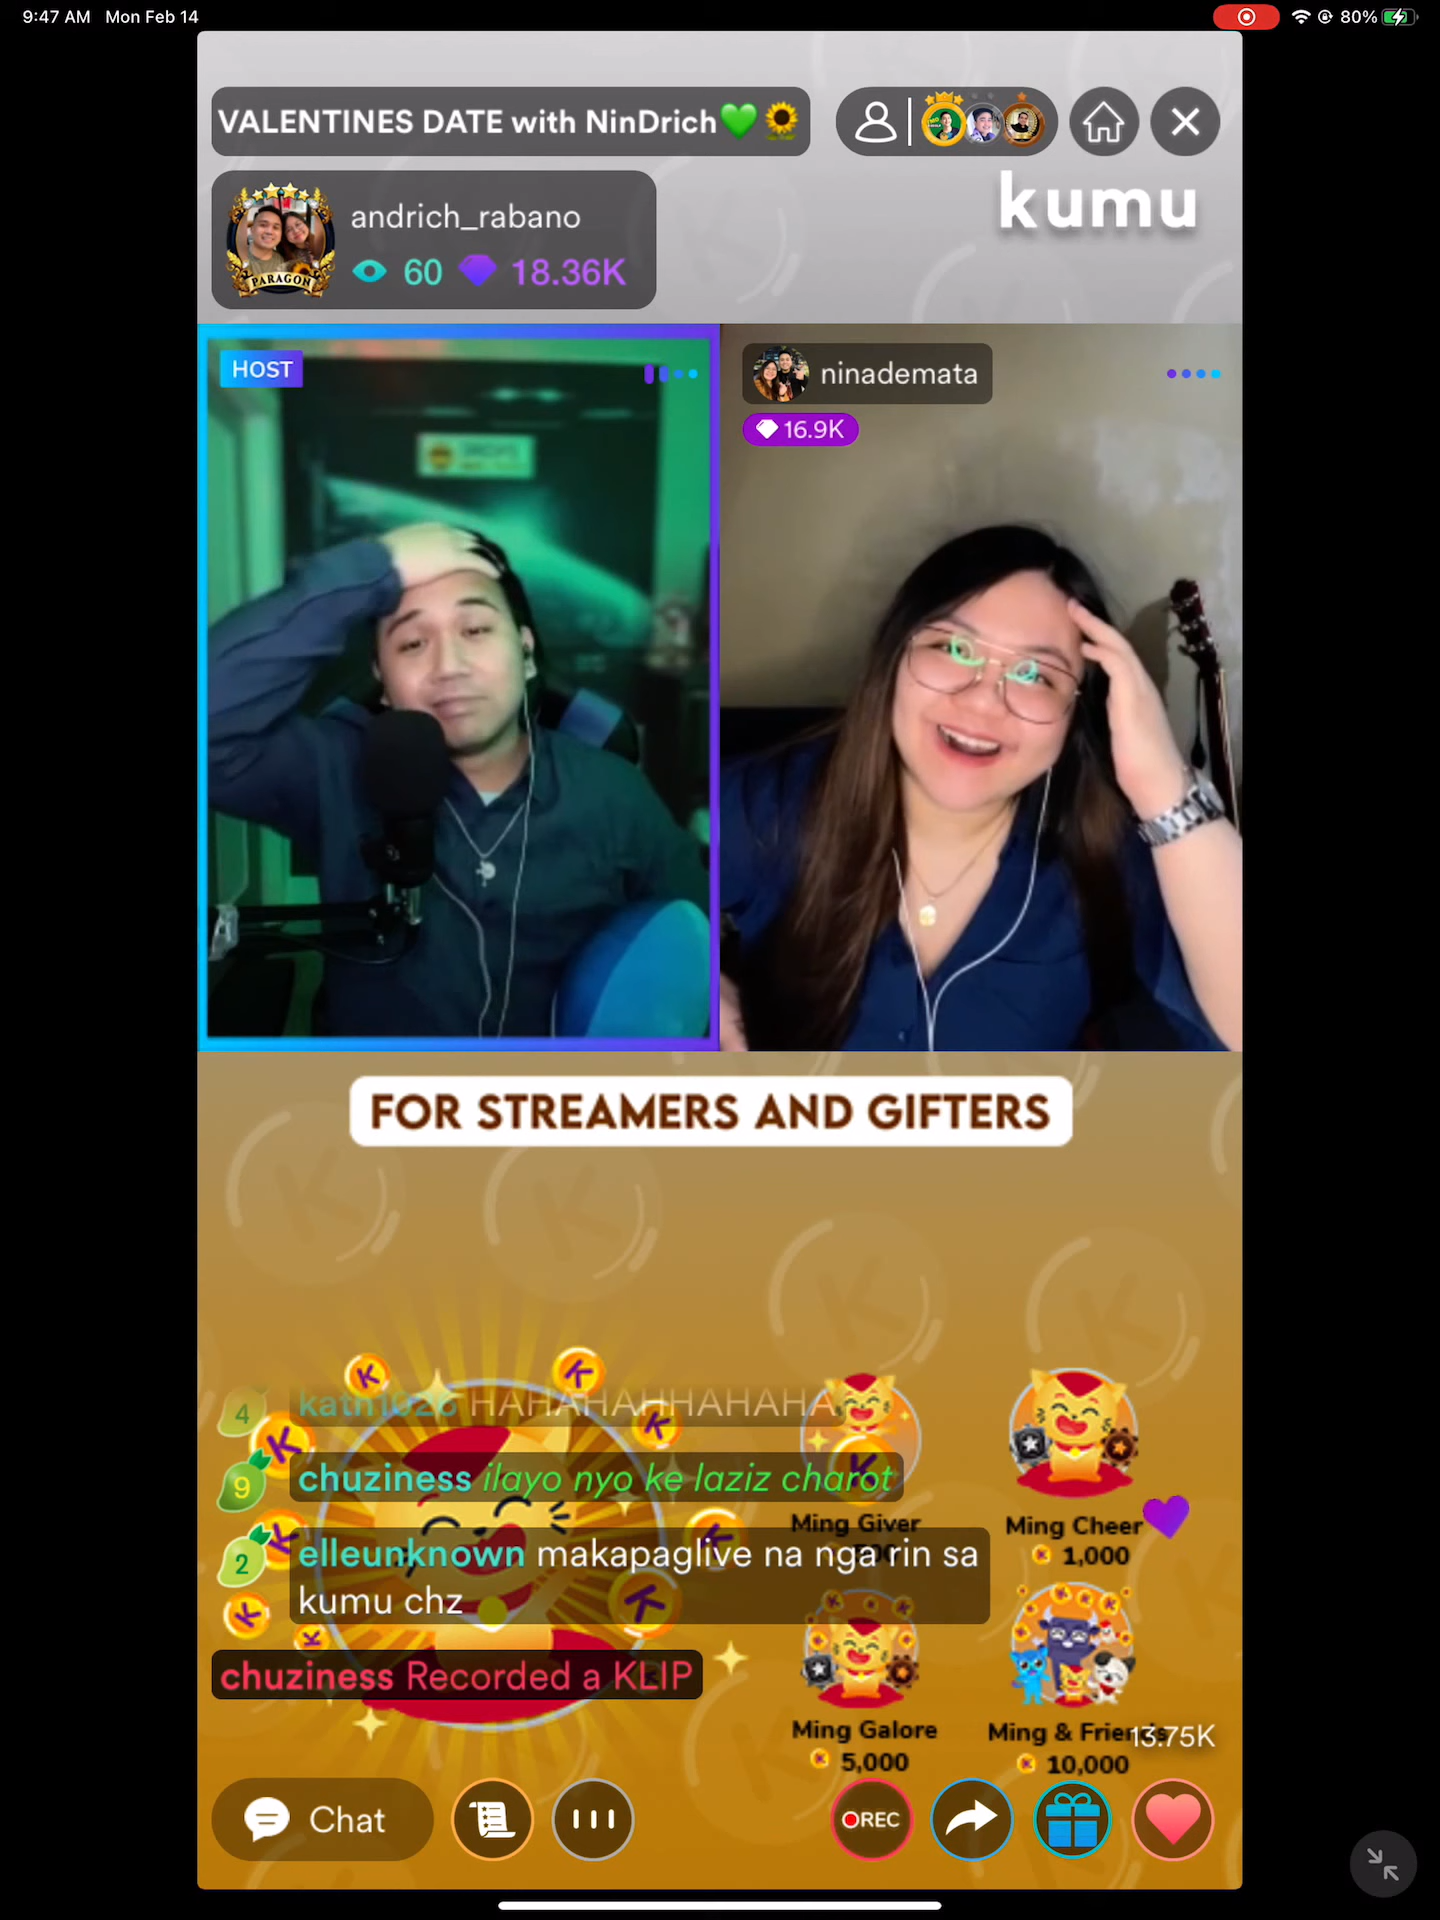 9:47 AM Mon Feb 14
80%
VALENTINES DATE with NinDrich💚🌻
andrich_rabano
60 18.36K
PARAGON
kumu
HOST
ninademata
16.9K
FOR STREAMERS AND GIFTERS
4 kath1026 HAHAHAHHAHAHA
9 chuziness ilayo nyo ke laziz charot
2 elleunknown makapaglive na nga rin sa
kumu chz
chuziness Recorded a KLIP
Ming Giver
Ming Cheer
1,000
Ming Galore
5,000
Ming & Friends
10,000
13.75K
Chat
REC